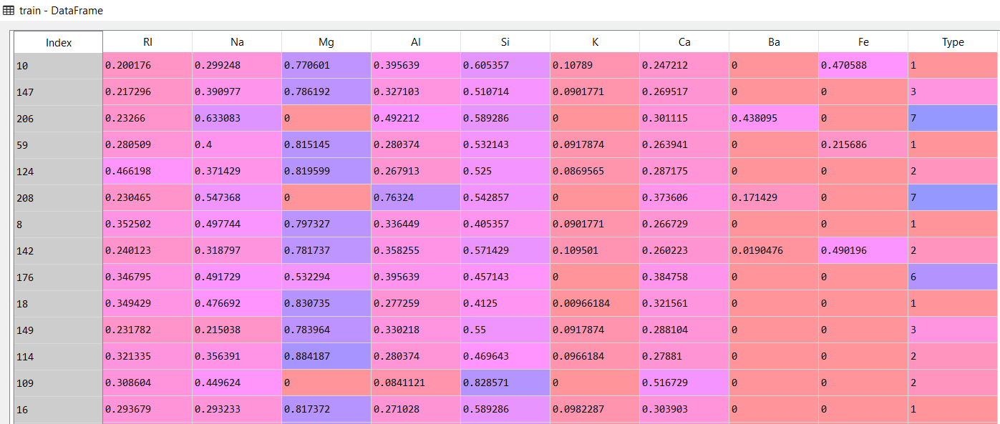 train - DataFrame
Index RI Na Mg Al Si K Ca Ba Fe Type
10 0.200176 0.299248 0.770601 0.395639 0.605357 0.10789 0.247212 0 0.470588 1
147 0.217296 0.390977 0.786192 0.327103 0.510714 0.0901771 0.269517 0 0 3
206 0.23266 0.633083 0 0.492212 0.589286 0 0.301115 0.438095 0 7
59 0.280509 0.4 0.815145 0.280374 0.532143 0.0917874 0.263941 0 0.215686 1
124 0.466198 0.371429 0.819599 0.267913 0.525 0.0869565 0.287175 0 0 2
208 0.230465 0.547368 0 0.76324 0.542857 0 0.373606 0.171429 0 7
8 0.352502 0.497744 0.797327 0.336449 0.405357 0.0901771 0.266729 0 0 1
142 0.240123 0.318797 0.781737 0.358255 0.571429 0.109501 0.260223 0.0190476 0.490196 2
176 0.346795 0.491729 0.532294 0.395639 0.457143 0 0.384758 0 0 6
18 0.349429 0.476692 0.830735 0.277259 0.4125 0.00966184 0.321561 0 0 1
149 0.231782 0.215038 0.783964 0.330218 0.55 0.0917874 0.288104 0 0 3
114 0.321335 0.356391 0.884187 0.280374 0.469643 0.0966184 0.27881 0 0 2
109 0.308604 0.449624 0 0.0841121 0.828571 0 0.516729 0 0 2
16 0.293679 0.293233 0.817372 0.271028 0.589286 0.0982287 0.303903 0 0 1